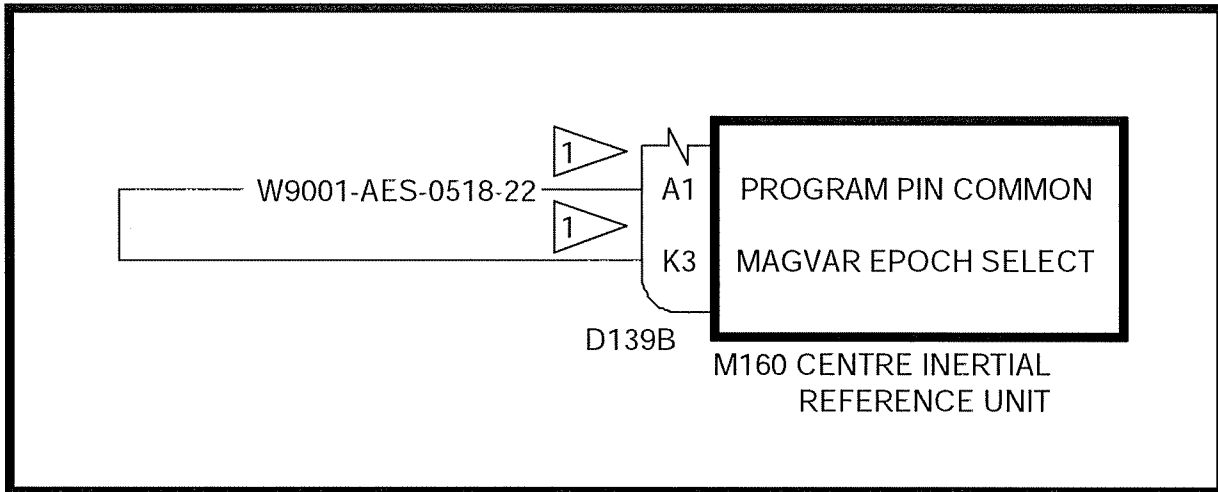 1
W9001-AES-0518-22 A1 PROGRAM PIN COMMON
1
K3 MAGVAR EPOCH SELECT
D139B
M160 CENTRE INERTIAL
REFERENCE UNIT